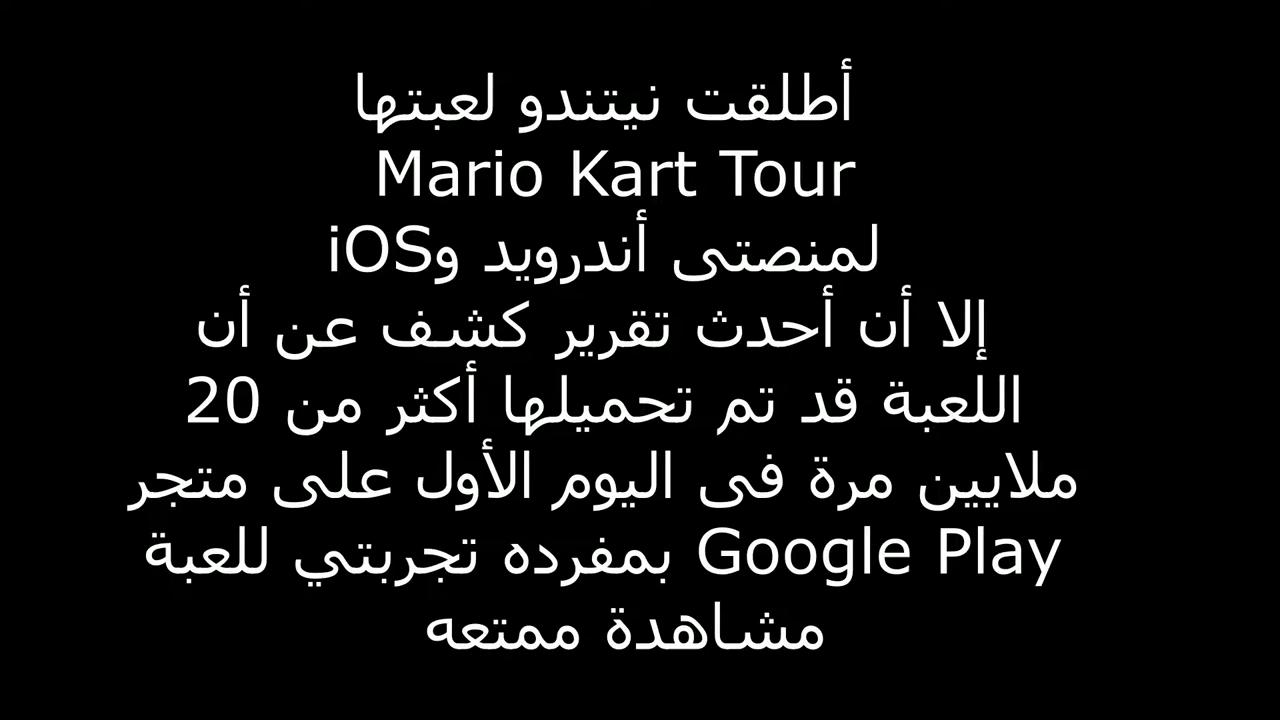 أطلقت نيتندو لعبتها
Mario Kart Tour
لمنصتى أندرويد وiOS
إلا أن أحدث تقرير كشف عن أن
اللعبة قد تم تحميلها أكثر من 20
ملايين مرة فى اليوم الأول على متجر
Google Play بمفرده تجربتي للعبة
مشاهدة ممتعه